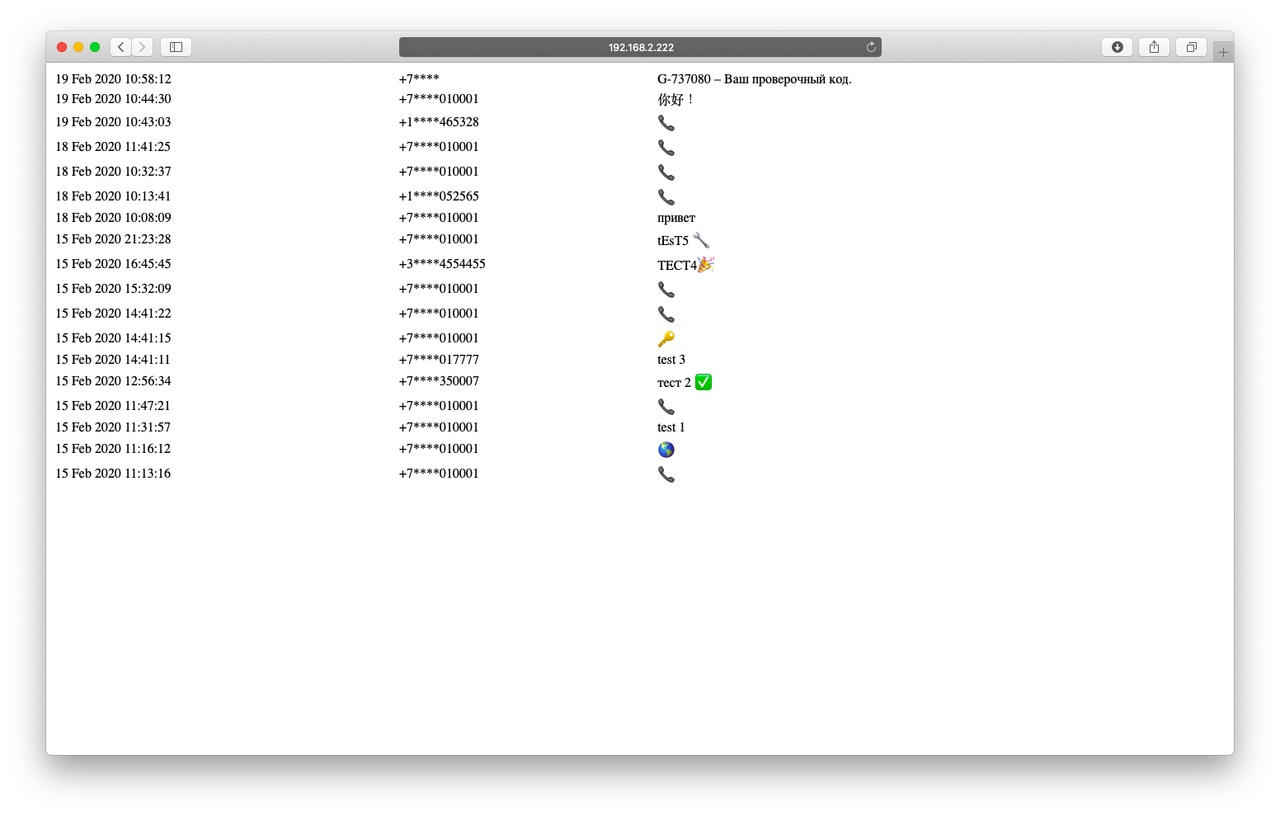 192.168.2.222
19 Feb 2020 10:58:12 +7**** G-737080 – Ваш проверочный код.
19 Feb 2020 10:44:30 +7****010001 你好！
19 Feb 2020 10:43:03 +1****465328 📞
18 Feb 2020 11:41:25 +7****010001 📞
18 Feb 2020 10:32:37 +7****010001 📞
18 Feb 2020 10:13:41 +1****052565 📞
18 Feb 2020 10:08:09 +7****010001 привет
15 Feb 2020 21:23:28 +7****010001 tEsT5 🔧
15 Feb 2020 16:45:45 +3****4554455 ТЕСТ4🎉
15 Feb 2020 15:32:09 +7****010001 📞
15 Feb 2020 14:41:22 +7****010001 📞
15 Feb 2020 14:41:15 +7****010001 🔑
15 Feb 2020 14:41:11 +7****017777 test 3
15 Feb 2020 12:56:34 +7****350007 тест 2 ✅
15 Feb 2020 11:47:21 +7****010001 📞
15 Feb 2020 11:31:57 +7****010001 test 1
15 Feb 2020 11:16:12 +7****010001 🌎
15 Feb 2020 11:13:16 +7****010001 📞